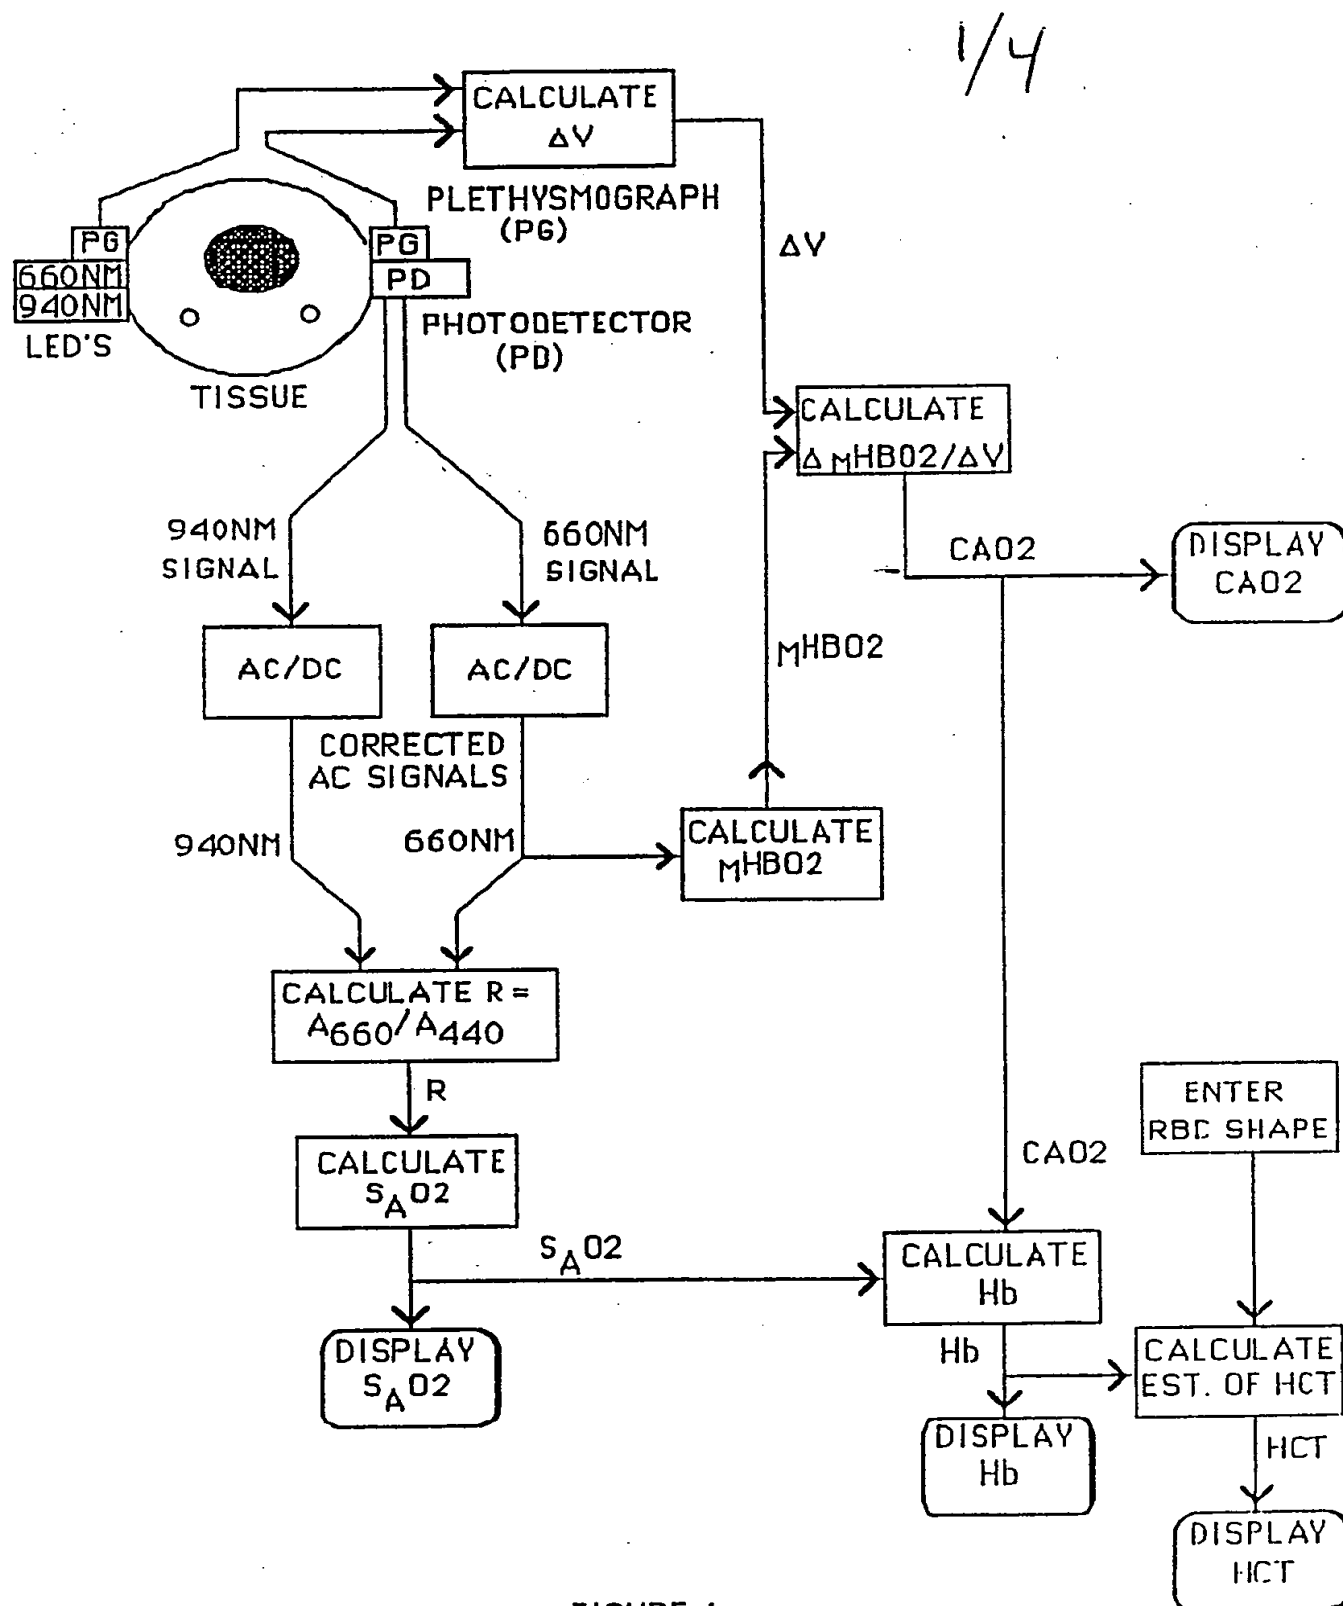 1/4
CALCULATE
ΔV
PLETHYSMOGRAPH
(PG)
PG
PG
660NM
940NM
PD
LED'S
PHOTODETECTOR
(PD)
TISSUE
ΔV
CALCULATE
ΔMHBO2/ΔV
940NM
SIGNAL
660NM
SIGNAL
CAO2
DISPLAY
CAO2
AC/DC
AC/DC
MHBO2
CORRECTED
AC SIGNALS
940NM
660NM
CALCULATE
MHBO2
CALCULATE R =
A660/A440
R
ENTER
RBC SHAPE
CALCULATE
SAO2
CAO2
SAO2
CALCULATE
Hb
DISPLAY
SAO2
Hb
CALCULATE
EST. OF HCT
DISPLAY
Hb
HCT
DISPLAY
HCT